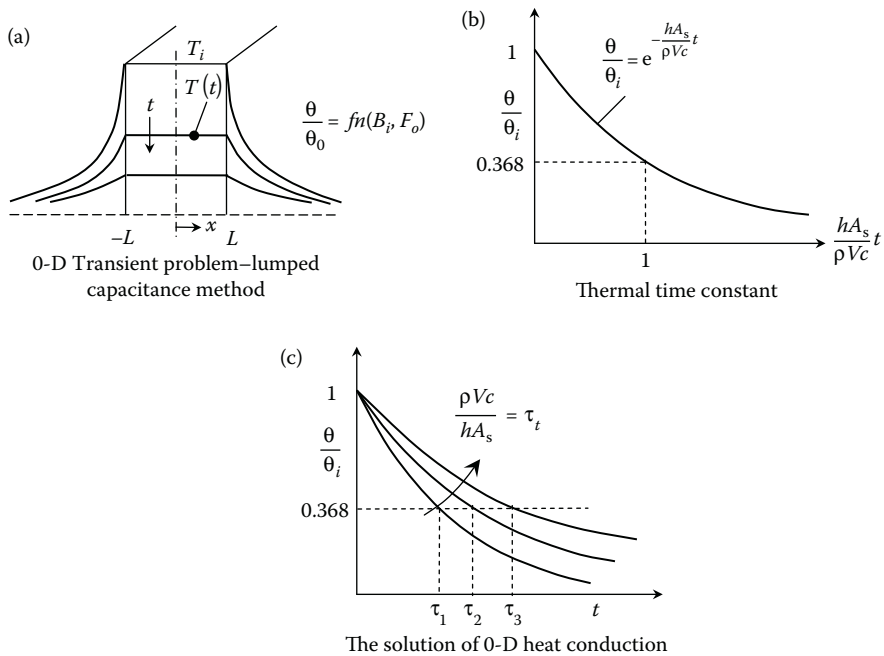 (a)
T_i
T(t)
t
θ/θ_0 = fn(B_i, F_o)
x
–L
L
0-D Transient problem–lumped
capacitance method
(b)
1
θ/θ_i = e^{–(hA_s/ρVc)t}
θ/θ_i
0.368
1
hA_s/ρVc t
Thermal time constant
(c)
1
ρVc/hA_s = τ_t
θ/θ_i
0.368
τ_1 τ_2 τ_3 t
The solution of 0-D heat conduction